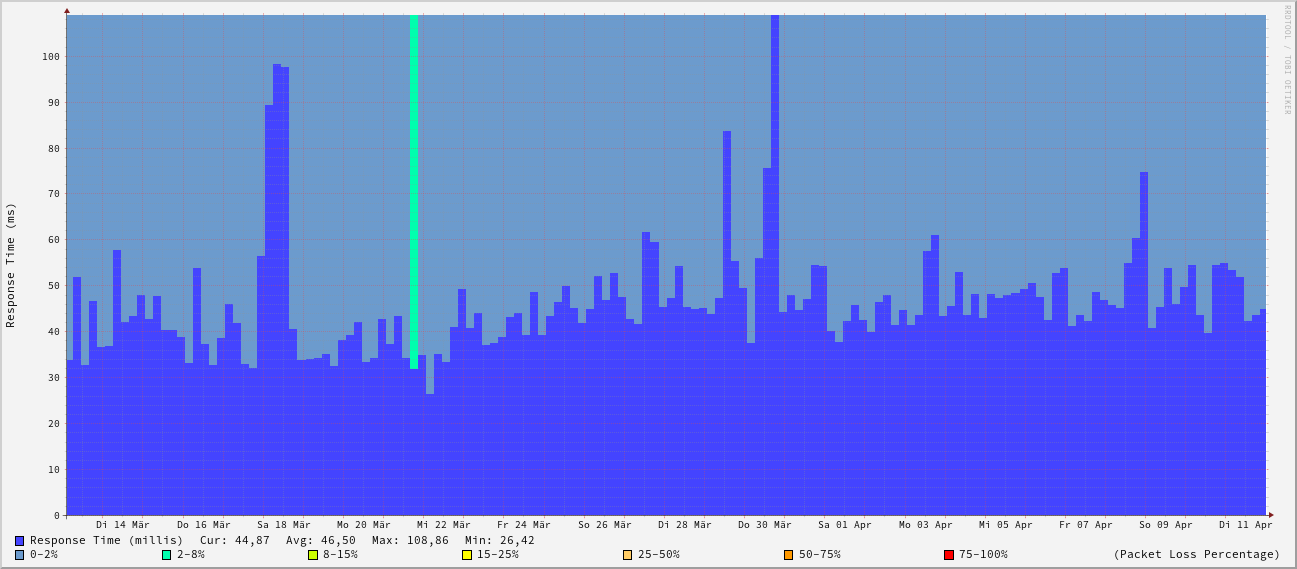 RRDTOOL / TOBI OETIKER
Response Time (ms)
100
90
80
70
60
50
40
30
20
10
0
Di 14 Mär Do 16 Mär Sa 18 Mär Mo 20 Mär Mi 22 Mär Fr 24 Mär So 26 Mär Di 28 Mär Do 30 Mär Sa 01 Apr Mo 03 Apr Mi 05 Apr Fr 07 Apr So 09 Apr Di 11 Apr
Response Time (millis) Cur: 44,87 Avg: 46,50 Max: 108,86 Min: 26,42
0-2% 2-8% 8-15% 15-25% 25-50% 50-75% 75-100% (Packet Loss Percentage)